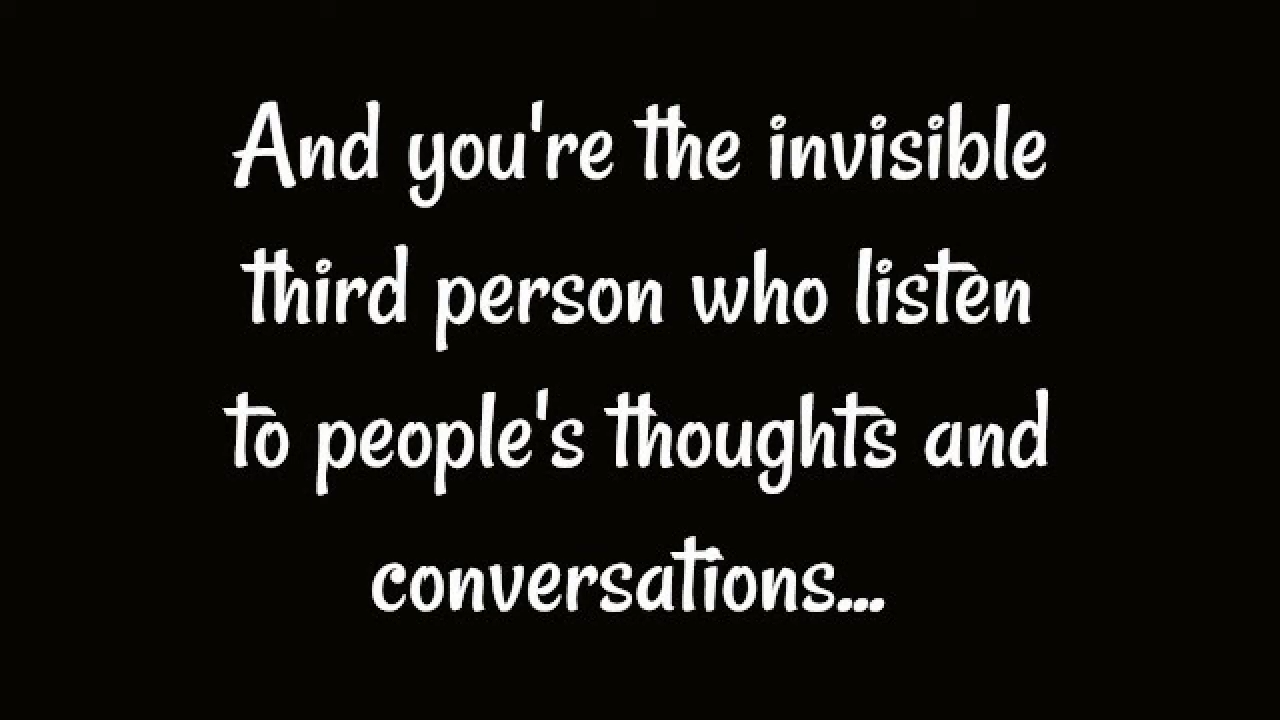 And you're the invisible
third person who listen
to people's thoughts and
conversations...